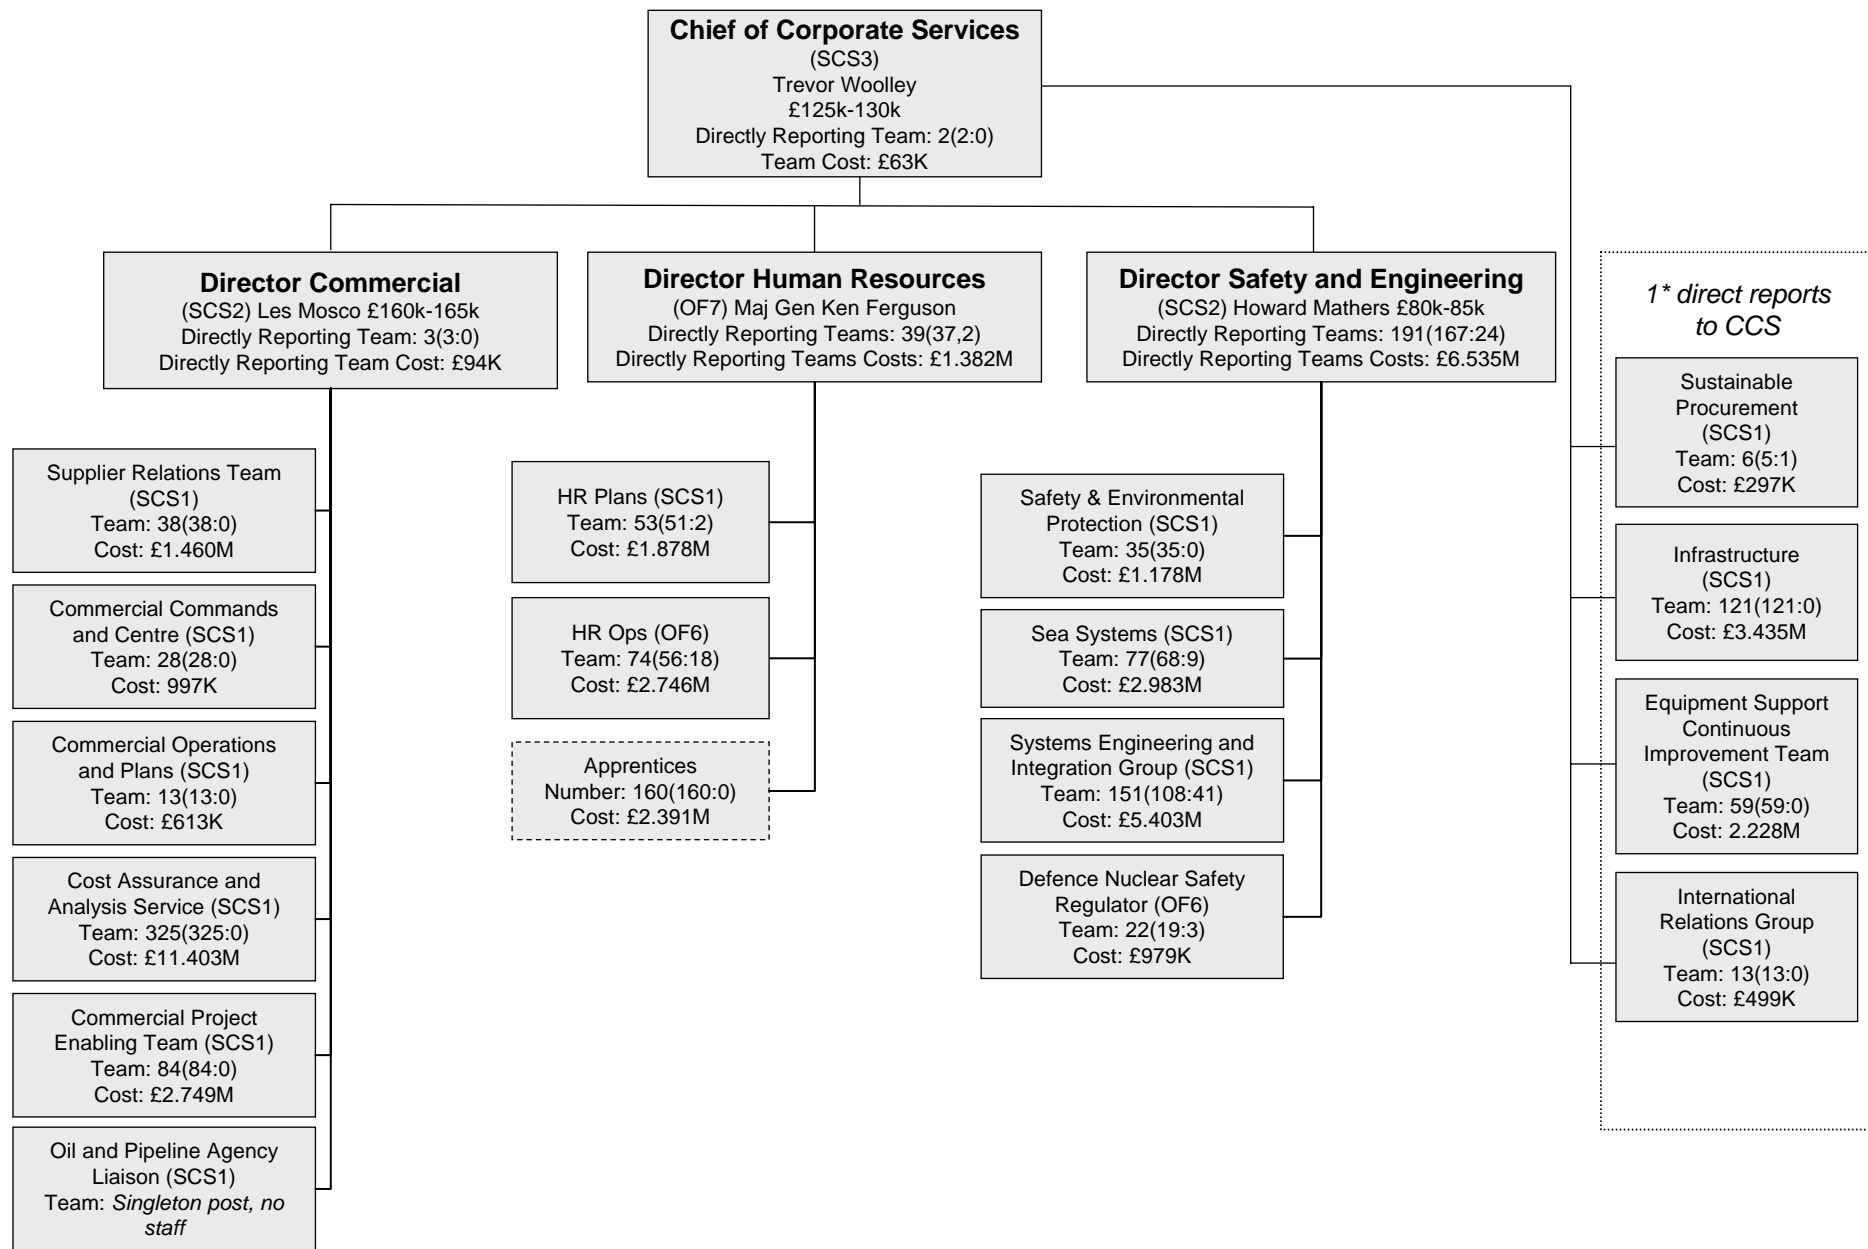 Chief of Corporate Services
(SCS3)
Trevor Woolley
£125k-130k
Directly Reporting Team: 2(2:0)
Team Cost: £63K
Director Commercial
(SCS2) Les Mosco £160k-165k
Directly Reporting Team: 3(3:0)
Directly Reporting Team Cost: £94K
Director Human Resources
(OF7) Maj Gen Ken Ferguson
Directly Reporting Teams: 39(37,2)
Directly Reporting Teams Costs: £1.382M
Director Safety and Engineering
(SCS2) Howard Mathers £80k-85k
Directly Reporting Teams: 191(167:24)
Directly Reporting Teams Costs: £6.535M
1* direct reports
to CCS
Supplier Relations Team
(SCS1)
Team: 38(38:0)
Cost: £1.460M
Commercial Commands
and Centre (SCS1)
Team: 28(28:0)
Cost: 997K
Commercial Operations
and Plans (SCS1)
Team: 13(13:0)
Cost: £613K
Cost Assurance and
Analysis Service (SCS1)
Team: 325(325:0)
Cost: £11.403M
Commercial Project
Enabling Team (SCS1)
Team: 84(84:0)
Cost: £2.749M
Oil and Pipeline Agency
Liaison (SCS1)
Team: Singleton post, no
staff
HR Plans (SCS1)
Team: 53(51:2)
Cost: £1.878M
HR Ops (OF6)
Team: 74(56:18)
Cost: £2.746M
Apprentices
Number: 160(160:0)
Cost: £2.391M
Safety & Environmental
Protection (SCS1)
Team: 35(35:0)
Cost: £1.178M
Sea Systems (SCS1)
Team: 77(68:9)
Cost: £2.983M
Systems Engineering and
Integration Group (SCS1)
Team: 151(108:41)
Cost: £5.403M
Defence Nuclear Safety
Regulator (OF6)
Team: 22(19:3)
Cost: £979K
Sustainable
Procurement
(SCS1)
Team: 6(5:1)
Cost: £297K
Infrastructure
(SCS1)
Team: 121(121:0)
Cost: £3.435M
Equipment Support
Continuous
Improvement Team
(SCS1)
Team: 59(59:0)
Cost: 2.228M
International
Relations Group
(SCS1)
Team: 13(13:0)
Cost: £499K